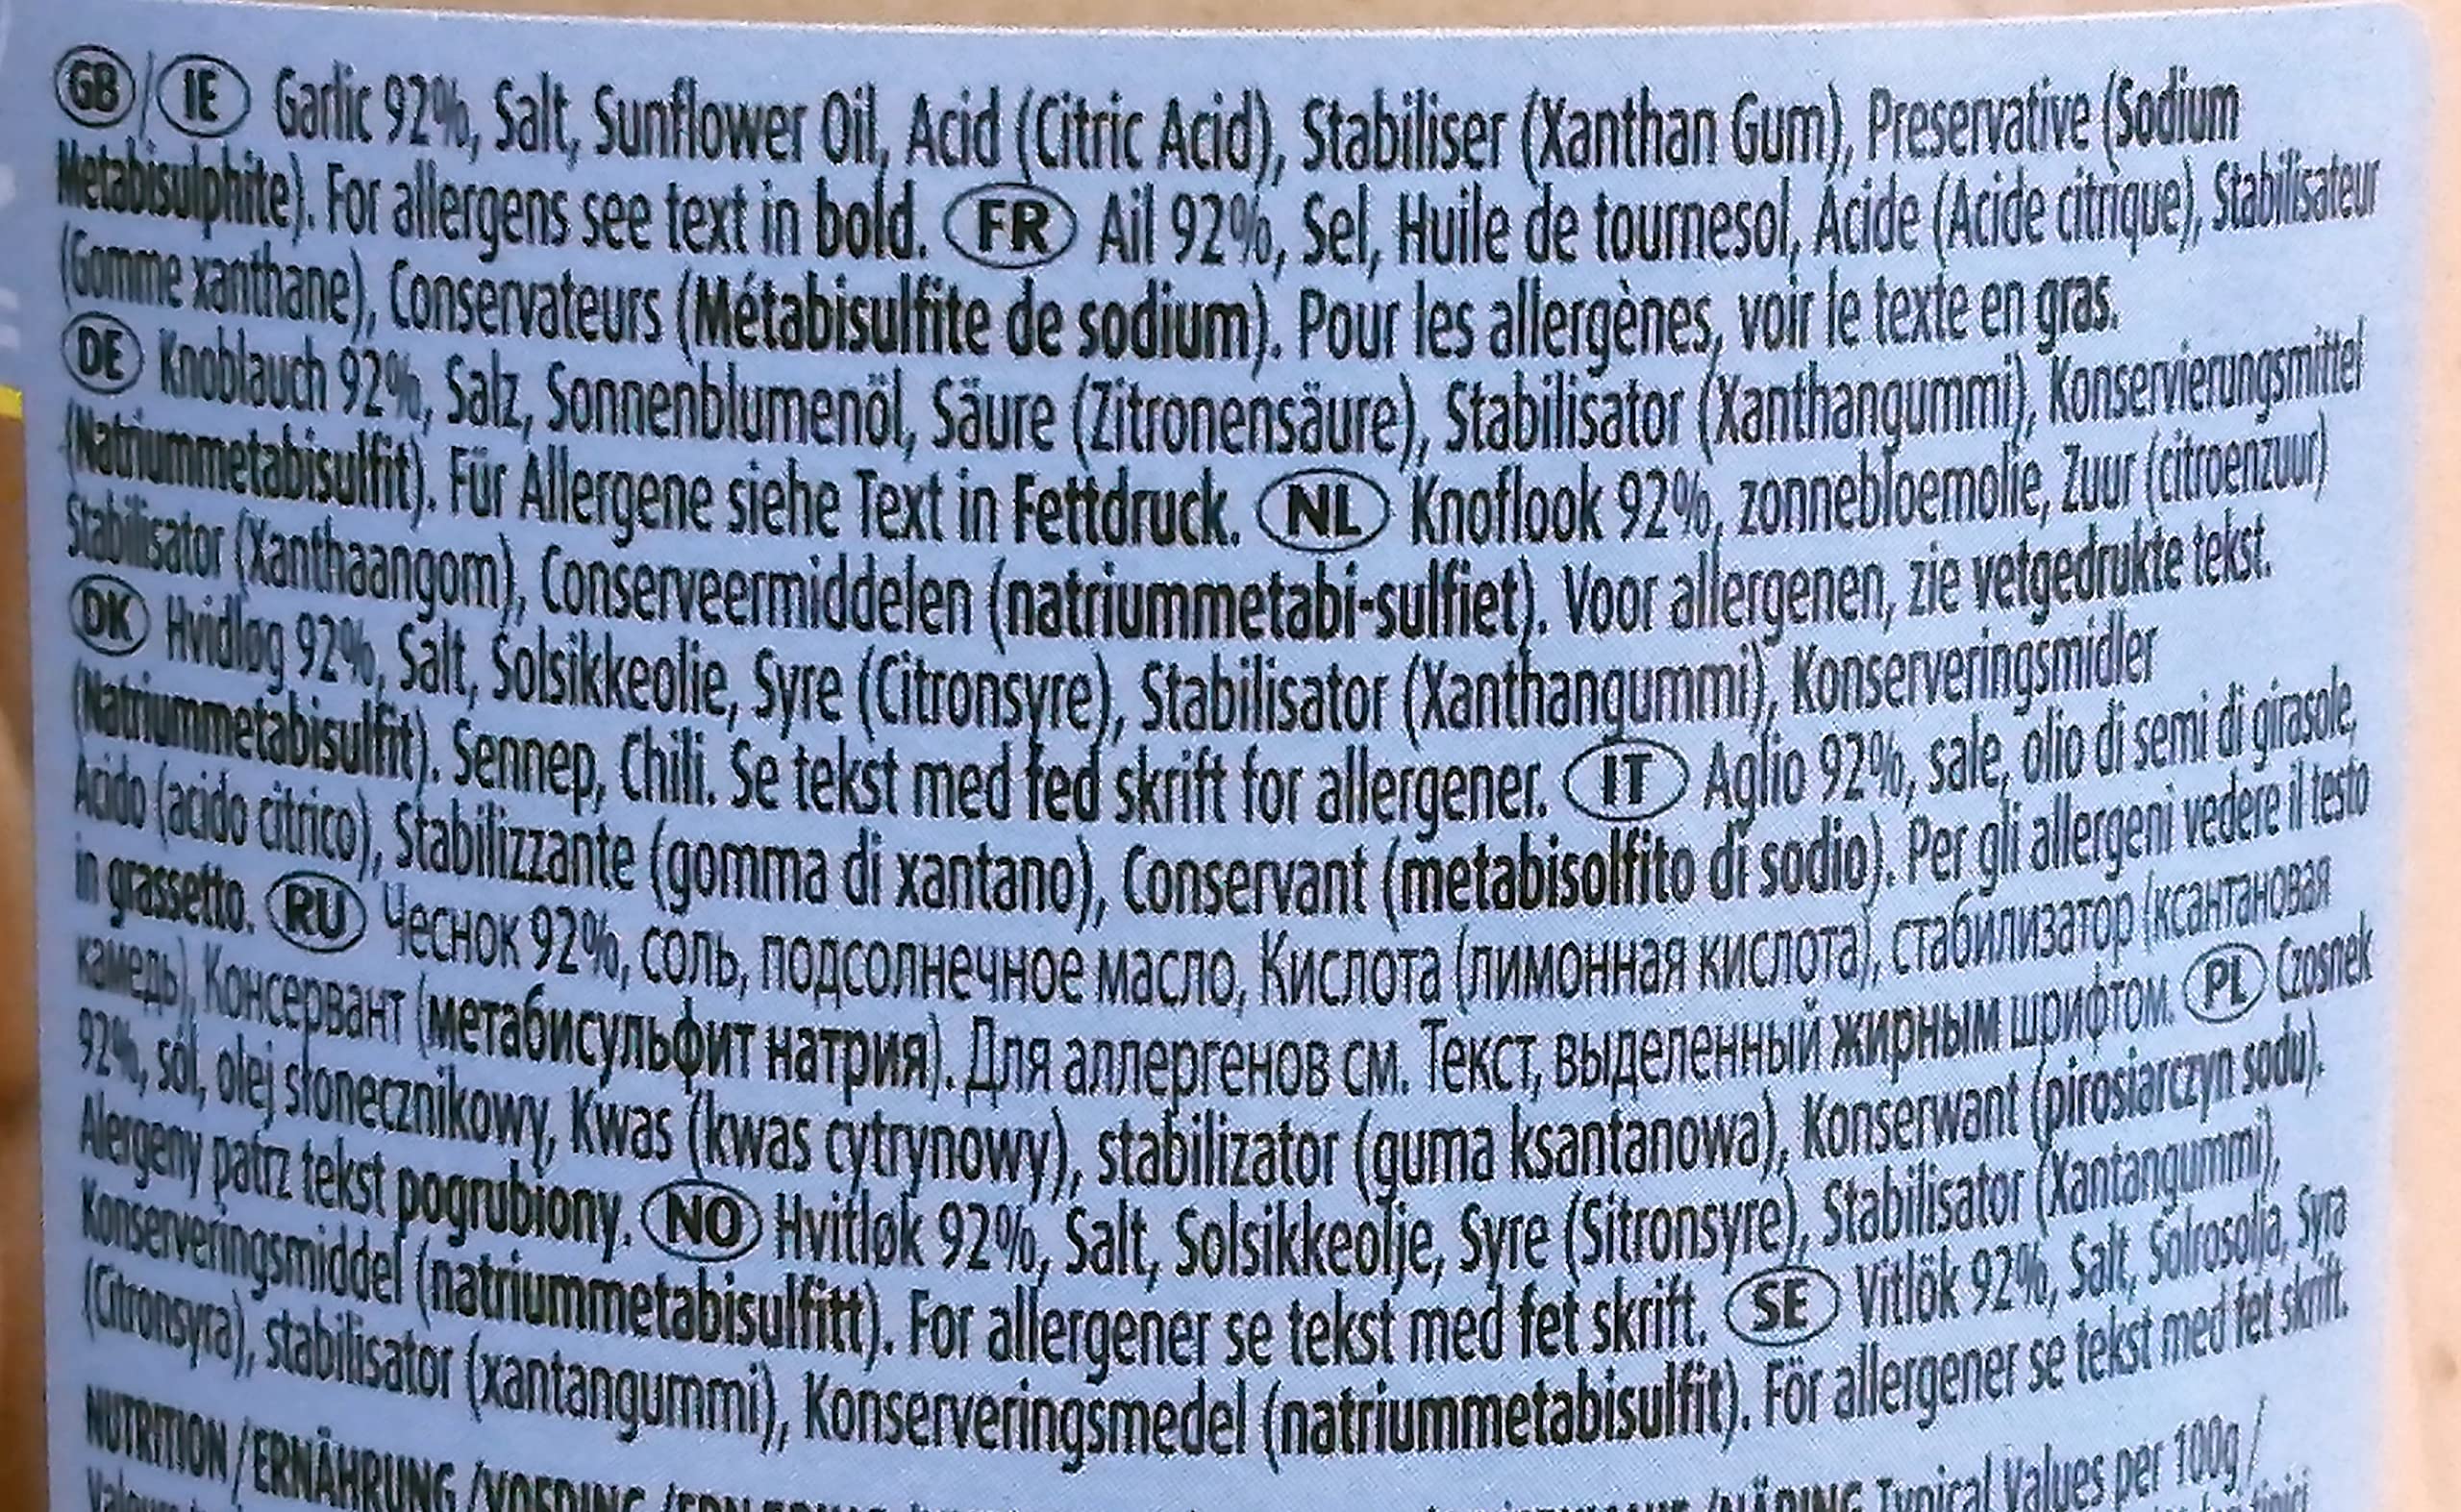 GB / IE Garlic 92%, Salt, Sunflower Oil, Acid (Citric Acid), Stabiliser (Xanthan Gum), Preservative (Sodium
Metabisulphite). For allergens see text in bold. FR Ail 92%, Sel, Huile de tournesol, Acide (Acide citrique), Stabilisateur
(Gomme xanthane), Conservateurs (Métabisulfite de sodium). Pour les allergènes, voir le texte en gras.
DE Knoblauch 92%, Salz, Sonnenblumenöl, Säure (Zitronensäure), Stabilisator (Xanthangummi), Konservierungsmittel
(Natriummetabisulfit). Für Allergene siehe Text in Fettdruck. NL Knoflook 92%, zonnebloemolie, Zuur (citroenzuur)
Stabilisator (Xanthaangom), Conserveermiddelen (natriummetabi-sulfiet). Voor allergenen, zie vetgedrukte tekst.
DK Hvidløg 92%, Salt, Solsikkeolie, Syre (Citronsyre), Stabilisator (Xanthangummi), Konserveringsmidler
(Natriummetabisulfit). Sennep, Chili. Se tekst med fed skrift for allergener. IT Aglio 92%, sale, olio di semi di girasole,
Acido (acido citrico), Stabilizzante (gomma di xantano), Conservant (metabisolfito di sodio). Per gli allergeni vedere il testo
in grassetto. RU Чеснок 92%, соль, подсолнечное масло, Кислота (лимонная кислота), стабилизатор (ксантановая
камедь), Консервант (метабисульфит натрия). Для аллергенов см. Текст, выделенный жирным шрифтом. PL Czosnek
92%, sól, olej słonecznikowy, Kwas (kwas cytrynowy), stabilizator (guma ksantanowa), Konserwant (pirosiarczyn sodu).
Alergeny patrz tekst pogrubiony. NO Hvitløk 92%, Salt, Solsikkeolje, Syre (Sitronsyre), Stabilisator (Xantangummi),
Konserveringsmiddel (natriummetabisulfitt). For allergener se tekst med fet skrift. SE Vitlök 92%, Salt, Solrosolja, Syra
(Citronsyra), stabilisator (xantangummi), Konserveringsmedel (natriummetabisulfit). För allergener se tekst med fet skrift.
NUTRITION / ERNÄHRUNG / VOEDING / /NÄRING Typical Values per 100g /